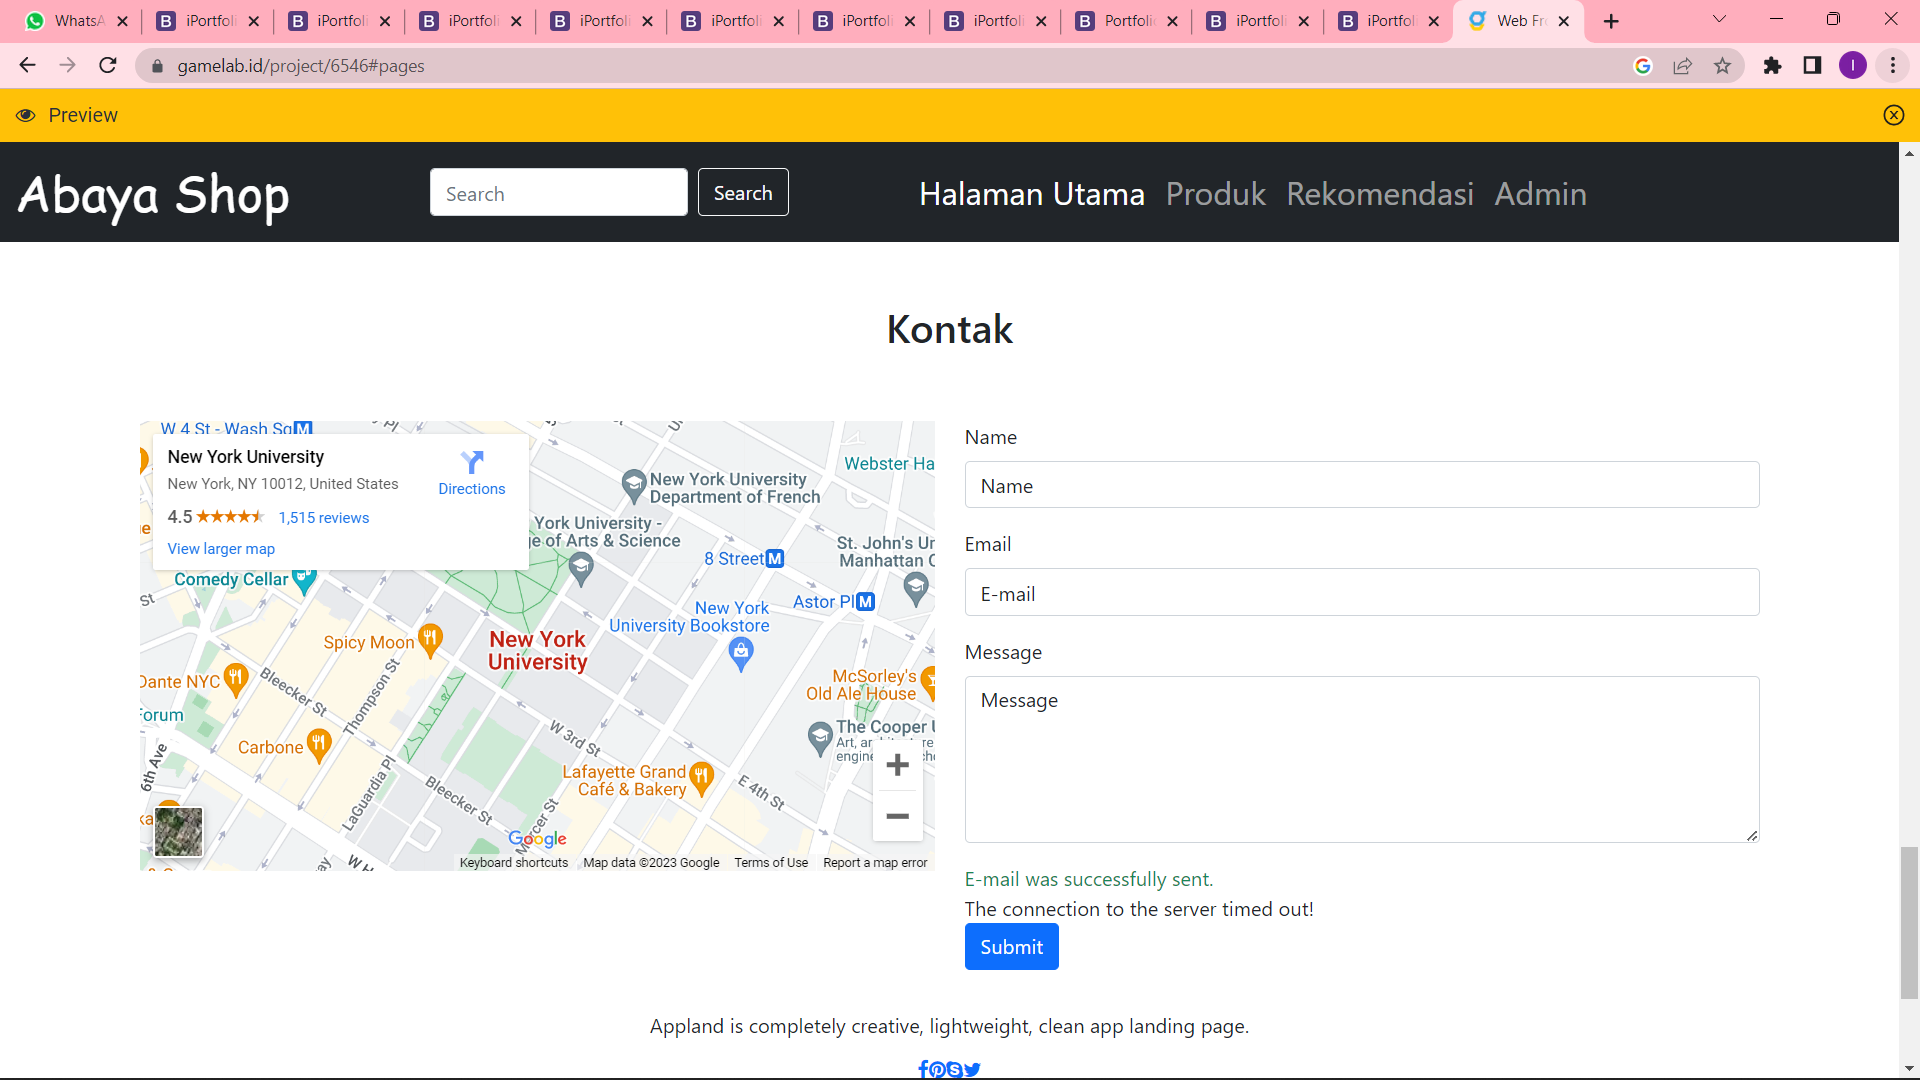 WhatsA
iPortfoli
iPortfoli
iPortfoli
iPortfoli
iPortfoli
iPortfoli
iPortfoli
Portfolio
iPortfoli
iPortfoli
Web Fr
gamelab.id/project/6546#pages
I
Preview
Abaya Shop
Search
Search
Halaman Utama
Produk
Rekomendasi
Admin
Kontak
W 4 St - Wash Sq M
New York University
New York, NY 10012, United States
4.5
1,515 reviews
View larger map
Directions
New York University
Department of French
Webster Ha
York University -
ge of Arts & Science
8 Street M
St. John's Un
Manhattan C
Comedy Cellar
St
New York
University Bookstore
Astor Pl M
Spicy Moon
New York
University
Dante NYC
Bleecker St
Thompson St
McSorley's
Old Ale House
Forum
Carbone
6th Ave
W 3rd St
The Cooper U
Art, architecture
engine
LaGuardia Pl
Bleecker St
Lafayette Grand
Café & Bakery
E 4th St
Mercer St
Google
W H
Keyboard shortcuts
Map data ©2023 Google
Terms of Use
Report a map error
Name
Name
Email
E-mail
Message
Message
E-mail was successfully sent.
The connection to the server timed out!
Submit
Appland is completely creative, lightweight, clean app landing page.